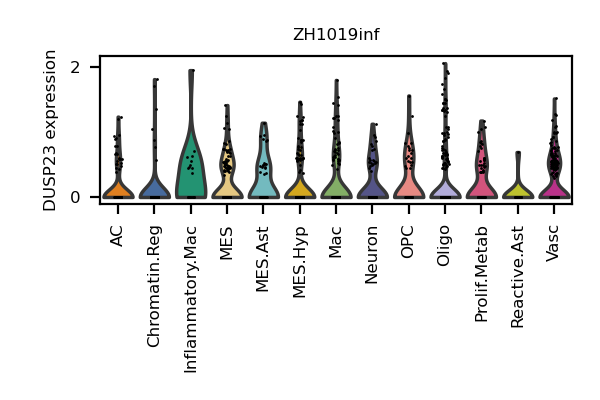 ZH1019inf
DUSP23 expression
2
0
AC
Chromatin.Reg
Inflammatory.Mac
MES
MES.Ast
MES.Hyp
Mac
Neuron
OPC
Oligo
Prolif.Metab
Reactive.Ast
Vasc